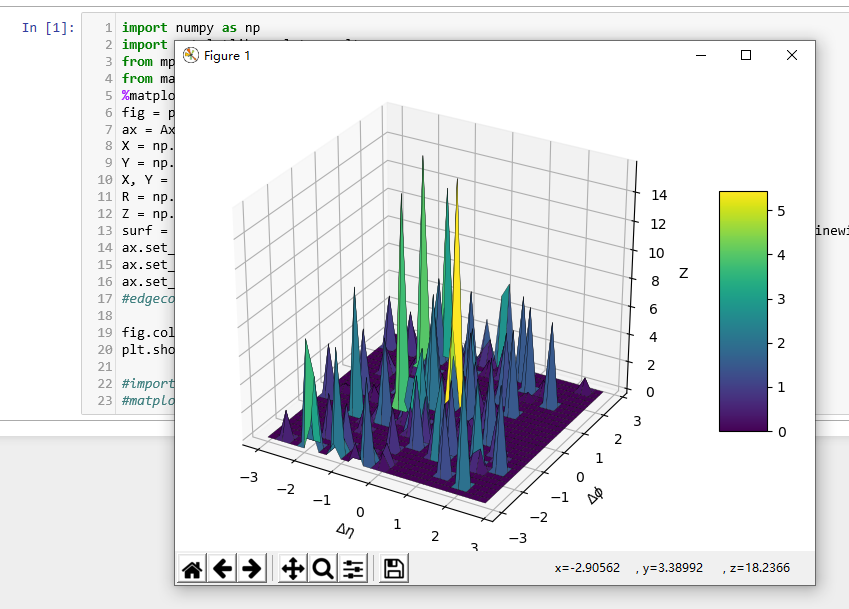 In [1]:
1 import numpy as np
2 import
3 from mp
4 from ma
5 %matplo
6 fig = p
7 ax = Ax
8 X = np.
9 Y = np.
10 X, Y =
11 R = np.
12 Z = np.
13 surf = inewi
14 ax.set_
15 ax.set_
16 ax.set_
17 #edgeco
18
19 fig.col
20 plt.sho
21
22 #import
23 #matplo
Figure 1
14
12
10
8
6
4
2
0
Z
−3
−2
−1
0
1
2
3
Δη
−3
−2
−1
0
1
2
3
Δϕ
5
4
3
2
1
0
x=-2.90562 , y=3.38992 , z=18.2366